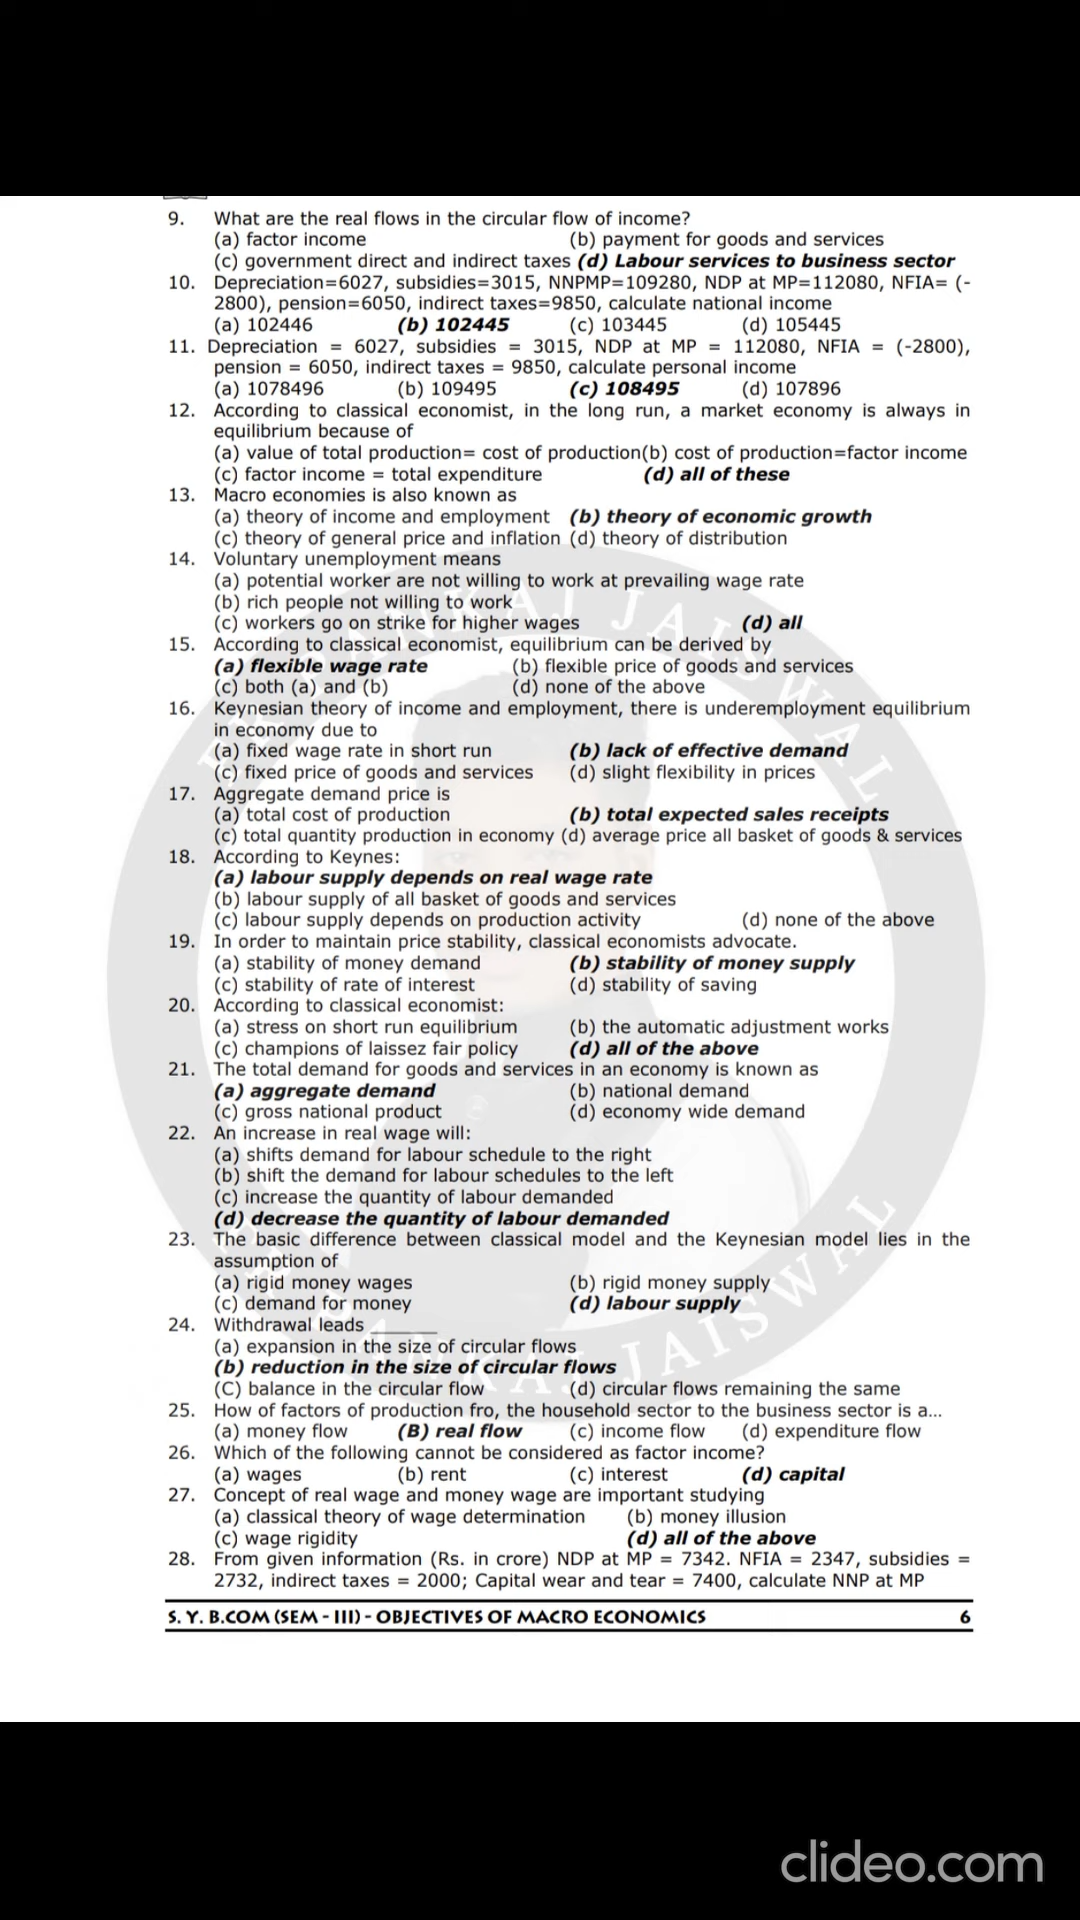 9. What are the real flows in the circular flow of income?
(a) factor income (b) payment for goods and services
(c) government direct and indirect taxes (d) Labour services to business sector
10. Depreciation=6027, subsidies=3015, NNPMP=109280, NDP at MP=112080, NFIA= (-
2800), pension=6050, indirect taxes=9850, calculate national income
(a) 102446 (b) 102445 (c) 103445 (d) 105445
11. Depreciation = 6027, subsidies = 3015, NDP at MP = 112080, NFIA = (-2800),
pension = 6050, indirect taxes = 9850, calculate personal income
(a) 1078496 (b) 109495 (c) 108495 (d) 107896
12. According to classical economist, in the long run, a market economy is always in
equilibrium because of
(a) value of total production= cost of production(b) cost of production=factor income
(c) factor income = total expenditure (d) all of these
13. Macro economies is also known as
(a) theory of income and employment (b) theory of economic growth
(c) theory of general price and inflation (d) theory of distribution
14. Voluntary unemployment means
(a) potential worker are not willing to work at prevailing wage rate
(b) rich people not willing to work
(c) workers go on strike for higher wages (d) all
15. According to classical economist, equilibrium can be derived by
(a) flexible wage rate (b) flexible price of goods and services
(c) both (a) and (b) (d) none of the above
16. Keynesian theory of income and employment, there is underemployment equilibrium
in economy due to
(a) fixed wage rate in short run (b) lack of effective demand
(c) fixed price of goods and services (d) slight flexibility in prices
17. Aggregate demand price is
(a) total cost of production (b) total expected sales receipts
(c) total quantity production in economy (d) average price all basket of goods & services
18. According to Keynes:
(a) labour supply depends on real wage rate
(b) labour supply of all basket of goods and services
(c) labour supply depends on production activity (d) none of the above
19. In order to maintain price stability, classical economists advocate.
(a) stability of money demand (b) stability of money supply
(c) stability of rate of interest (d) stability of saving
20. According to classical economist:
(a) stress on short run equilibrium (b) the automatic adjustment works
(c) champions of laissez fair policy (d) all of the above
21. The total demand for goods and services in an economy is known as
(a) aggregate demand (b) national demand
(c) gross national product (d) economy wide demand
22. An increase in real wage will:
(a) shifts demand for labour schedule to the right
(b) shift the demand for labour schedules to the left
(c) increase the quantity of labour demanded
(d) decrease the quantity of labour demanded
23. The basic difference between classical model and the Keynesian model lies in the
assumption of
(a) rigid money wages (b) rigid money supply
(c) demand for money (d) labour supply
24. Withdrawal leads ______
(a) expansion in the size of circular flows
(b) reduction in the size of circular flows
(C) balance in the circular flow (d) circular flows remaining the same
25. How of factors of production fro, the household sector to the business sector is a...
(a) money flow (B) real flow (c) income flow (d) expenditure flow
26. Which of the following cannot be considered as factor income?
(a) wages (b) rent (c) interest (d) capital
27. Concept of real wage and money wage are important studying
(a) classical theory of wage determination (b) money illusion
(c) wage rigidity (d) all of the above
28. From given information (Rs. in crore) NDP at MP = 7342. NFIA = 2347, subsidies =
2732, indirect taxes = 2000; Capital wear and tear = 7400, calculate NNP at MP
S. Y. B.COM (SEM - III) - OBJECTIVES OF MACRO ECONOMICS 6
clideo.com